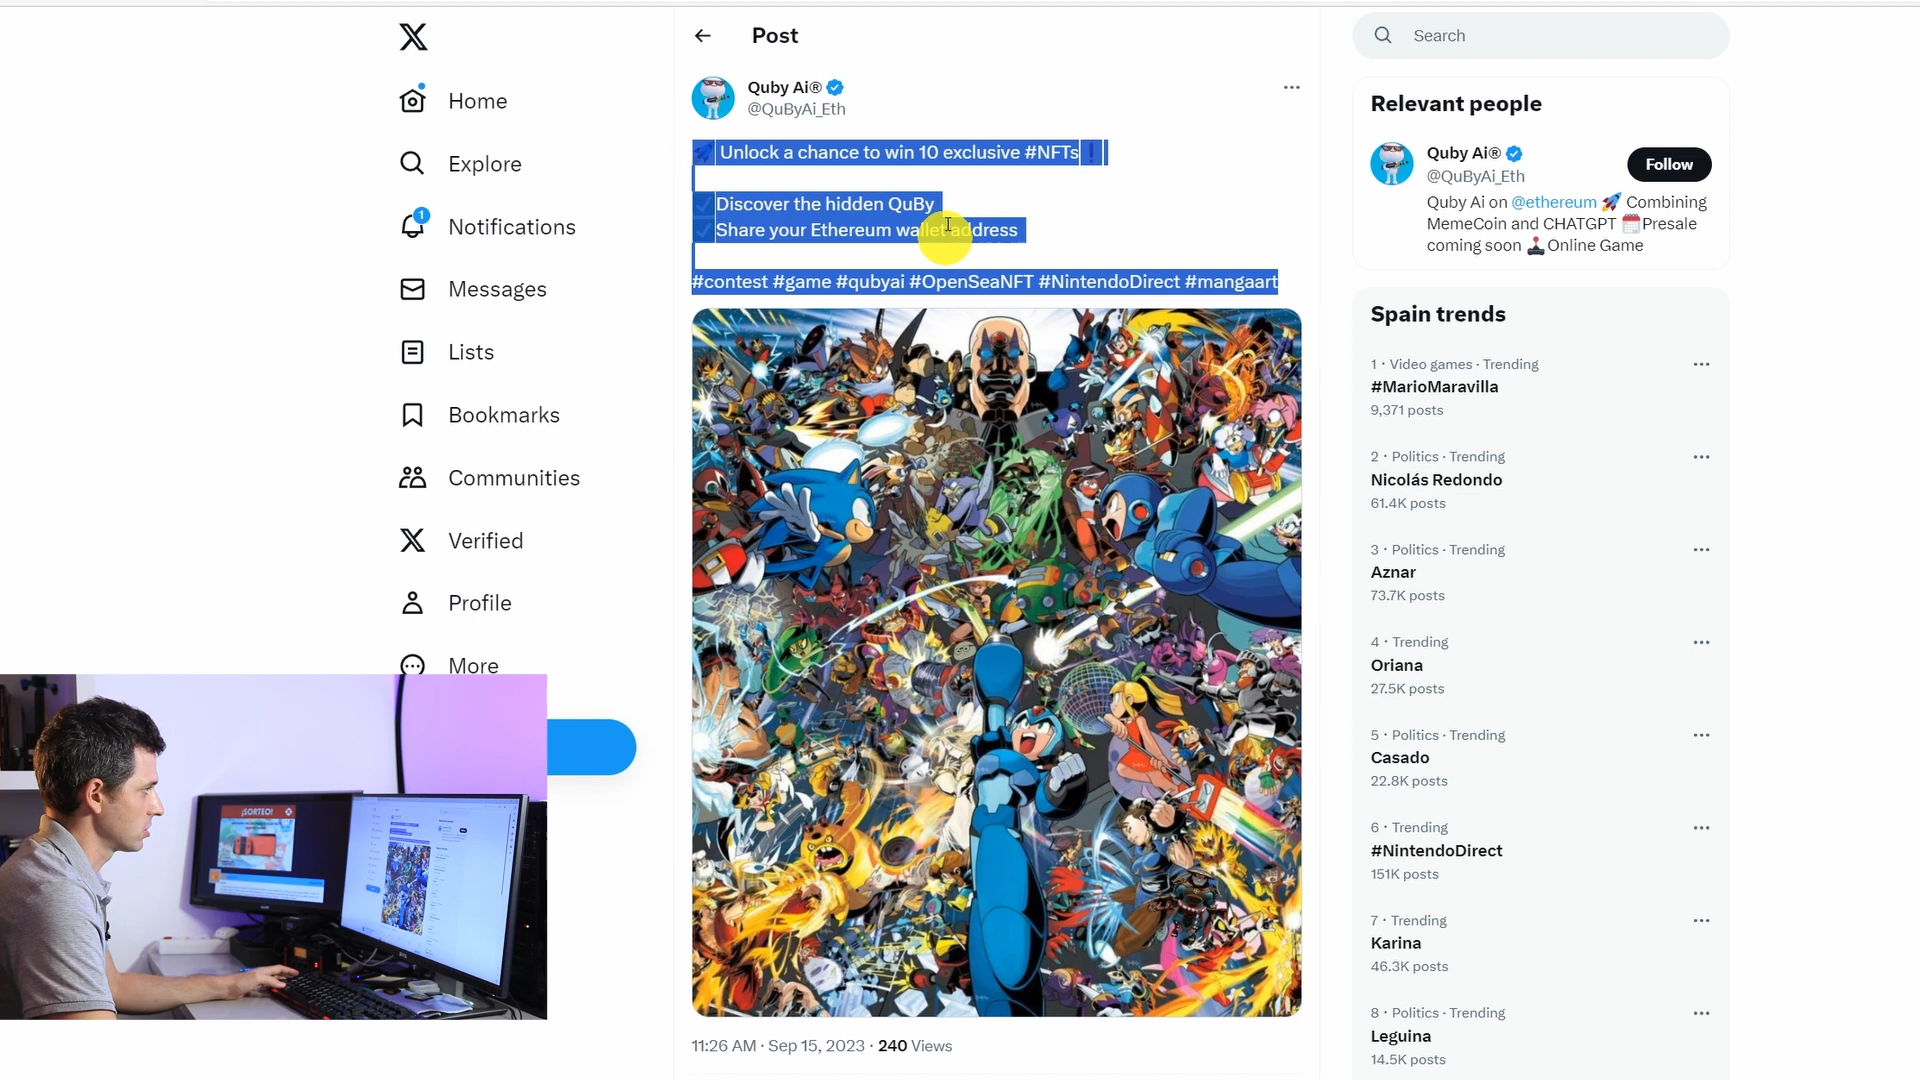 Post
Search
Home
Explore
1
Notifications
Messages
Lists
Bookmarks
Communities
Verified
Profile
More
Quby Ai®
@QuByAi_Eth
🚀 Unlock a chance to win 10 exclusive #NFTs❗
Discover the hidden QuBy
Share your Ethereum wallet address
#contest #game #qubyai #OpenSeaNFT #NintendoDirect #mangaart
11:26 AM · Sep 15, 2023 · 240 Views
Relevant people
Quby Ai®
@QuByAi_Eth
Follow
Quby Ai on @ethereum 🚀 Combining
MemeCoin and CHATGPT 🗓️Presale
coming soon 🕹️Online Game
Spain trends
1 · Video games · Trending
#MarioMaravilla
9,371 posts
2 · Politics · Trending
Nicolás Redondo
61.4K posts
3 · Politics · Trending
Aznar
73.7K posts
4 · Trending
Oriana
27.5K posts
5 · Politics · Trending
Casado
22.8K posts
6 · Trending
#NintendoDirect
151K posts
7 · Trending
Karina
46.3K posts
8 · Politics · Trending
Leguina
14.5K posts
¡SORTEO!